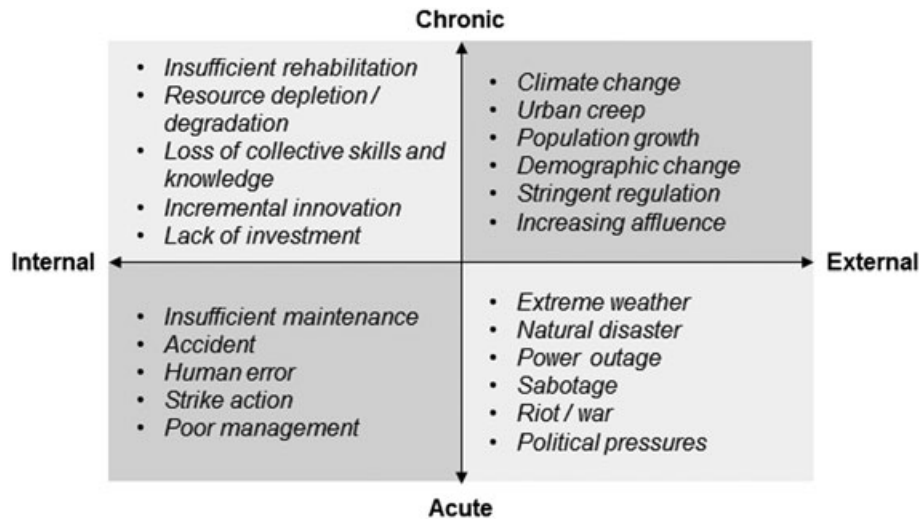 Chronic
• Insufficient rehabilitation
• Resource depletion /
degradation
• Loss of collective skills and
knowledge
• Incremental innovation
• Lack of investment
• Climate change
• Urban creep
• Population growth
• Demographic change
• Stringent regulation
• Increasing affluence
Internal
External
• Insufficient maintenance
• Accident
• Human error
• Strike action
• Poor management
• Extreme weather
• Natural disaster
• Power outage
• Sabotage
• Riot / war
• Political pressures
Acute